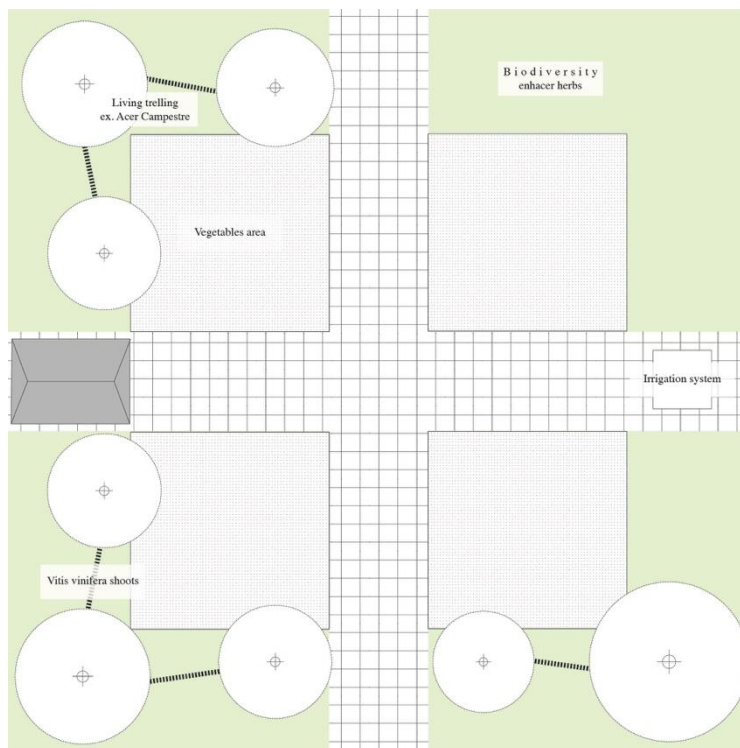 Biodiversity
enhacer herbs
Living trelling
ex. Acer Campestre
Vegetables area
Irrigation system
Vitis vinifera shoots